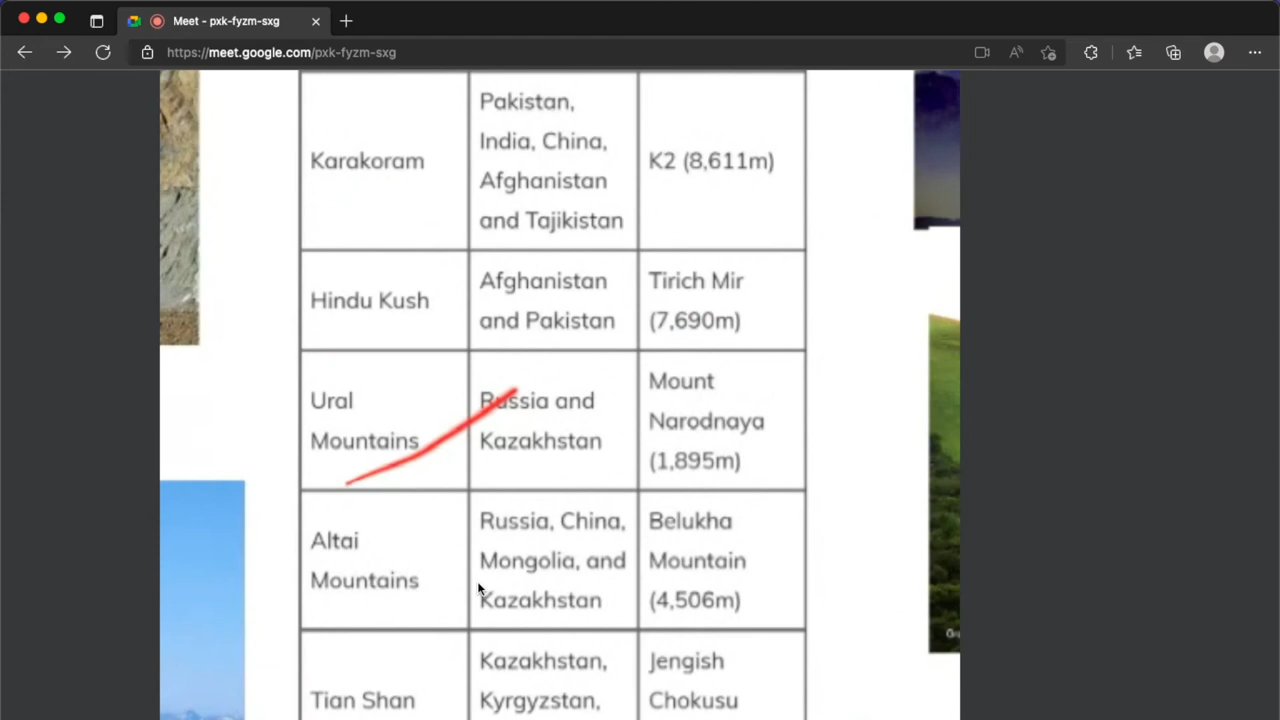 Meet - pxk-fyzm-sxg
https://meet.google.com/pxk-fyzm-sxg
Karakoram
Pakistan,
India, China,
Afghanistan
and Tajikistan
K2 (8,611m)
Hindu Kush
Afghanistan
and Pakistan
Tirich Mir
(7,690m)
Ural
Mountains
Russia and
Kazakhstan
Mount
Narodnaya
(1,895m)
Altai
Mountains
Russia, China,
Mongolia, and
Kazakhstan
Belukha
Mountain
(4,506m)
Tian Shan
Kazakhstan,
Kyrgyzstan,
Jengish
Chokusu